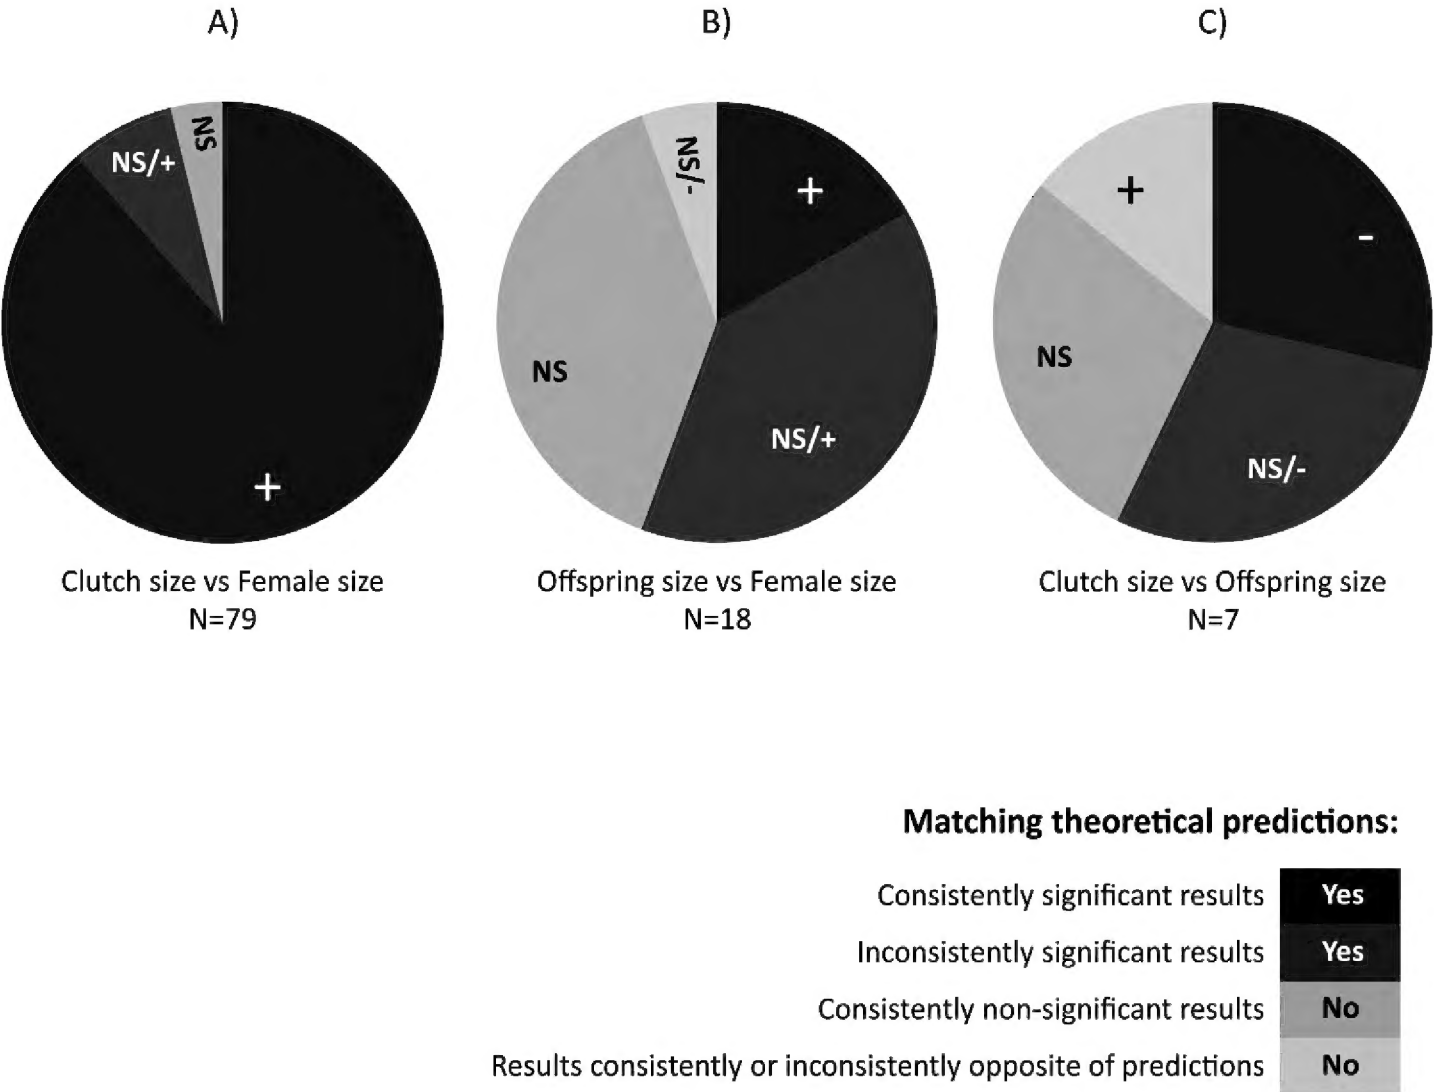 A)
B)
C)
NS/+
NS
+
NS/-
+
NS
NS/+
+
-
NS
NS/-
Clutch size vs Female size
N=79
Offspring size vs Female size
N=18
Clutch size vs Offspring size
N=7
Matching theoretical predictions:
Consistently significant results Yes
Inconsistently significant results Yes
Consistently non-significant results No
Results consistently or inconsistently opposite of predictions No